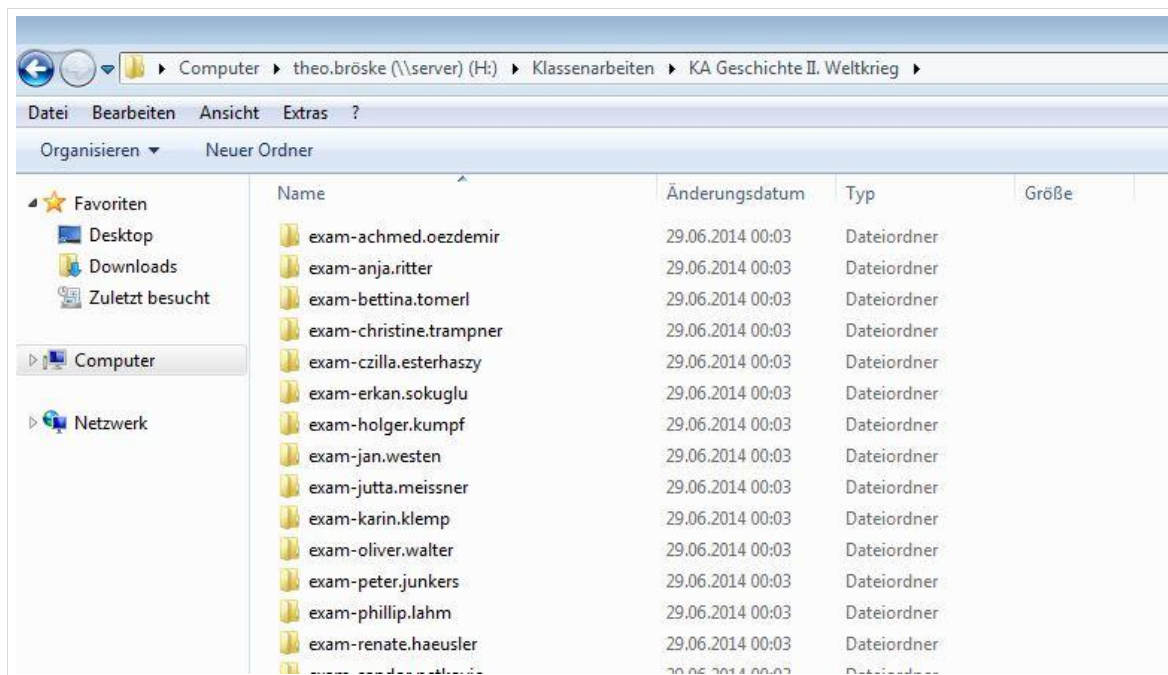 Computer theo.bröske (\\server) (H:) Klassenarbeiten KA Geschichte II. Weltkrieg
Datei Bearbeiten Ansicht Extras ?
Organisieren Neuer Ordner
Favoriten
Desktop
Downloads
Zuletzt besucht
Computer
Netzwerk
Name Änderungsdatum Typ Größe
exam-achmed.oezdemir 29.06.2014 00:03 Dateiordner
exam-anja.ritter 29.06.2014 00:03 Dateiordner
exam-bettina.tomerl 29.06.2014 00:03 Dateiordner
exam-christine.trampner 29.06.2014 00:03 Dateiordner
exam-czilla.esterhaszy 29.06.2014 00:03 Dateiordner
exam-erkan.sokuglu 29.06.2014 00:03 Dateiordner
exam-holger.kumpf 29.06.2014 00:03 Dateiordner
exam-jan.westen 29.06.2014 00:03 Dateiordner
exam-jutta.meissner 29.06.2014 00:03 Dateiordner
exam-karin.klemp 29.06.2014 00:03 Dateiordner
exam-oliver.walter 29.06.2014 00:03 Dateiordner
exam-peter.junkers 29.06.2014 00:03 Dateiordner
exam-phillip.lahm 29.06.2014 00:03 Dateiordner
exam-renate.haeusler 29.06.2014 00:03 Dateiordner